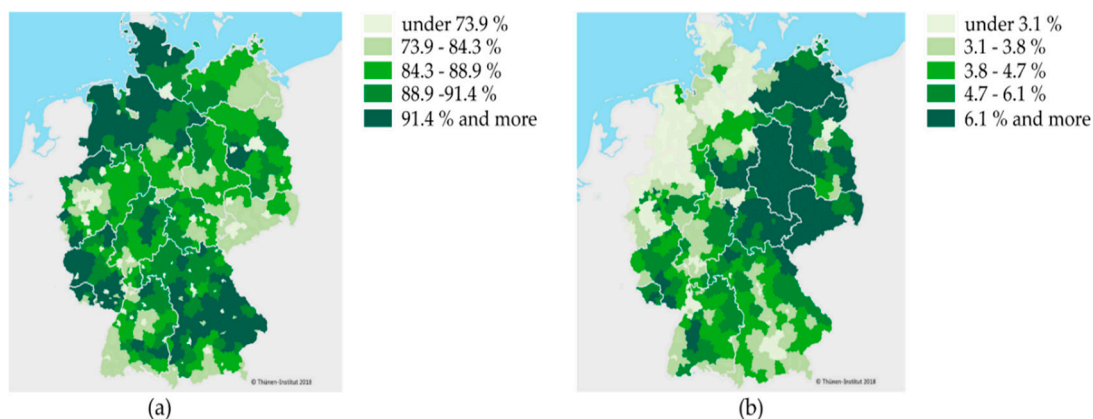 under 73.9 %
73.9 - 84.3 %
84.3 - 88.9 %
88.9 -91.4 %
91.4 % and more
© Thünen-Institut 2018
(a)
under 3.1 %
3.1 - 3.8 %
3.8 - 4.7 %
4.7 - 6.1 %
6.1 % and more
© Thünen-Institut 2018
(b)